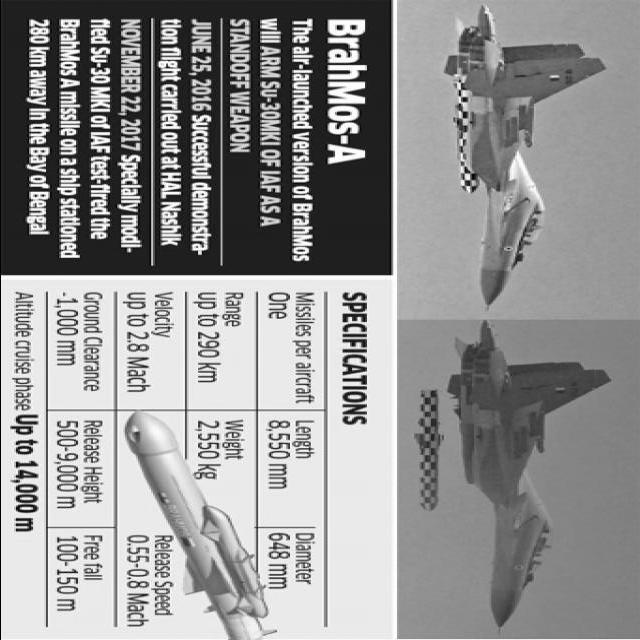 BrahMos-A
The air-launched version of BrahMos
will ARM SU-30MKI OF IAF AS A
STANDOFF WEAPON
JUNE 25, 2016 Successful demonstra-
tion flight carried out at HAL Nashik
NOVEMBER 22, 2017 Specially modi-
fied Su-30 MKI of IAF test-fired the
BrahMos A missile on a ship stationed
280 km away in the Bay of Bengal
SPECIFICATIONS
Missiles per aircraft
One
Length
8,550 mm
Diameter
648 mm
Range
up to 290 km
Weight
2,550 kg
Velocity
up to 2.8 Mach
Release Speed
0.55-0.8 Mach
Ground Clearance
-1,000 mm
Release Height
500-9,000 m
Free fall
100-150 m
Altitude cruise phase Up to 14,000 m